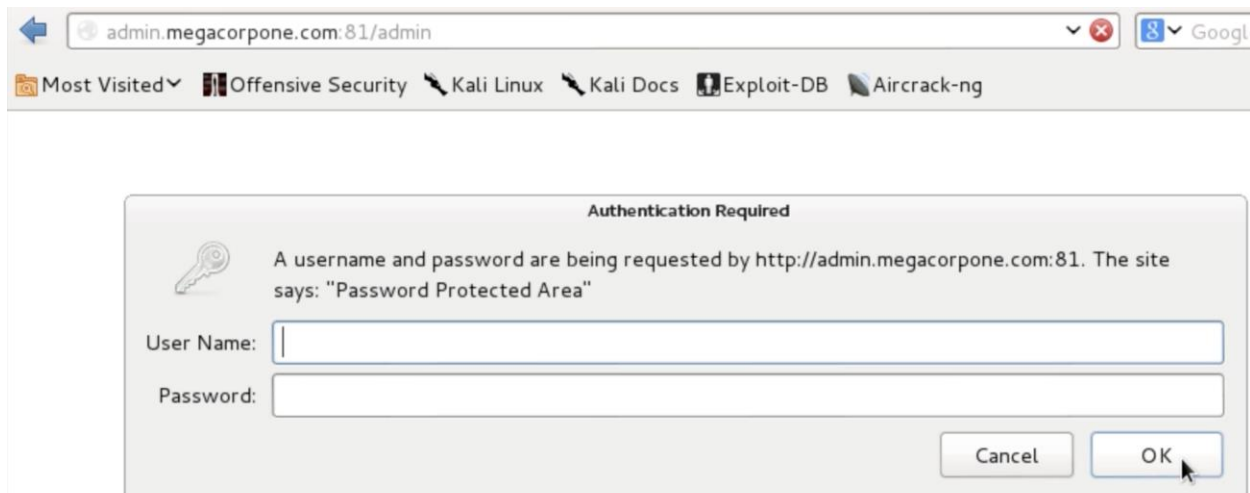 admin.megacorpone.com:81/admin
8 Googl
Most Visited Offensive Security Kali Linux Kali Docs Exploit-DB Aircrack-ng
Authentication Required
A username and password are being requested by http://admin.megacorpone.com:81. The site
says: "Password Protected Area"
User Name:
Password:
Cancel OK